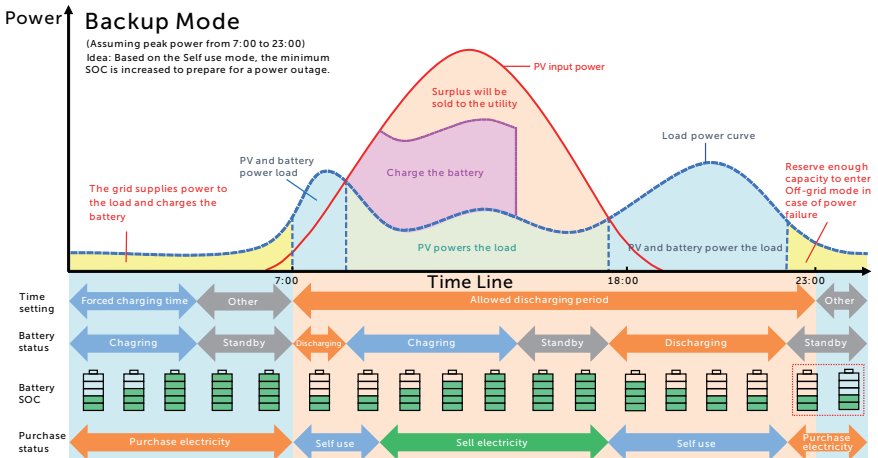 Power
Backup Mode
(Assuming peak power from 7:00 to 23:00)
Idea: Based on the Self use mode, the minimum
SOC is increased to prepare for a power outage.
PV input power
Surplus will be
sold to the utility
Load power curve
PV and battery
power load
Charge the battery
Reserve enough
capacity to enter
Off-grid mode in
case of power
failure
The grid supplies power to
the load and charges the
battery
PV powers the load
PV and battery power the load
7:00
Time Line
18:00
23:00
Time
setting
Forced charging time
Other
Allowed discharging period
Other
Battery
status
Chagring
Standby
Discharging
Chagring
Standby
Discharging
Standby
Battery
SOC
Purchase
status
Purchase electricity
Self use
Sell electricity
Self use
Purchase
electricity